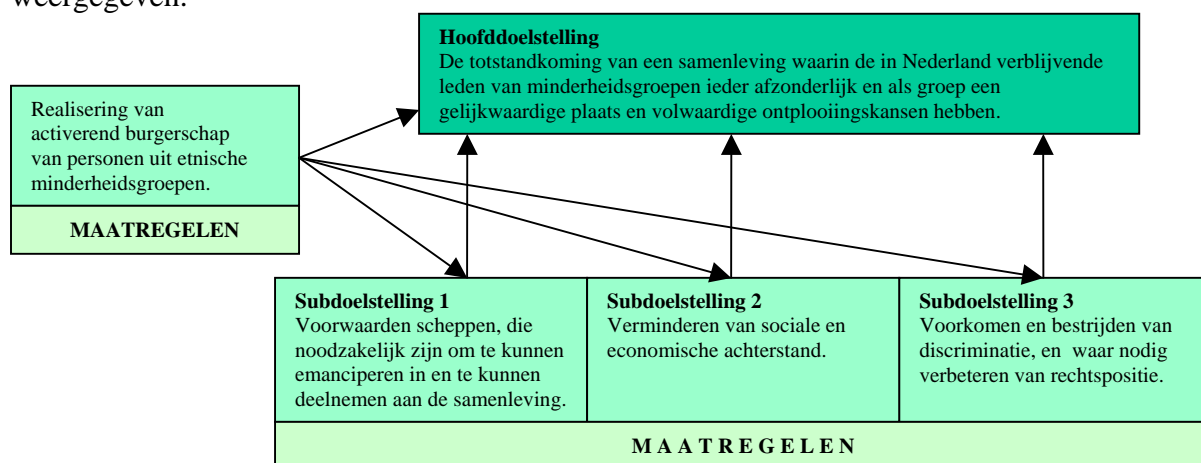 weergegeven.
Hoofddoelstelling
De totstandkoming van een samenleving waarin de in Nederland verblijvende
leden van minderheidsgroepen ieder afzonderlijk en als groep een
gelijkwaardige plaats en volwaardige ontplooiingskansen hebben.
Realisering van
activerend burgerschap
van personen uit etnische
minderheidsgroepen.
MAATREGELEN
Subdoelstelling 1
Voorwaarden scheppen, die
noodzakelijk zijn om te kunnen
emanciperen in en te kunnen
deelnemen aan de samenleving.
Subdoelstelling 2
Verminderen van sociale en
economische achterstand.
Subdoelstelling 3
Voorkomen en bestrijden van
discriminatie, en waar nodig
verbeteren van rechtspositie.
M A A T R E G E L E N